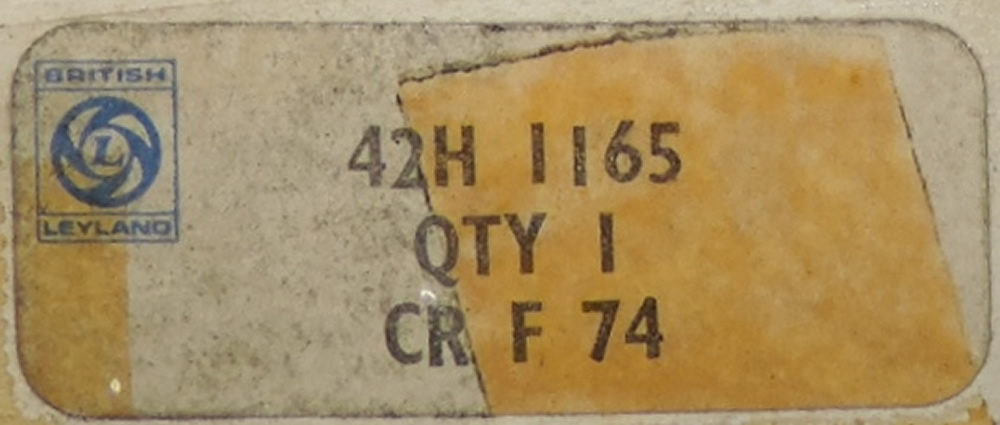 BRITISH
L
LEYLAND
42H 1165
QTY 1
CR F 74